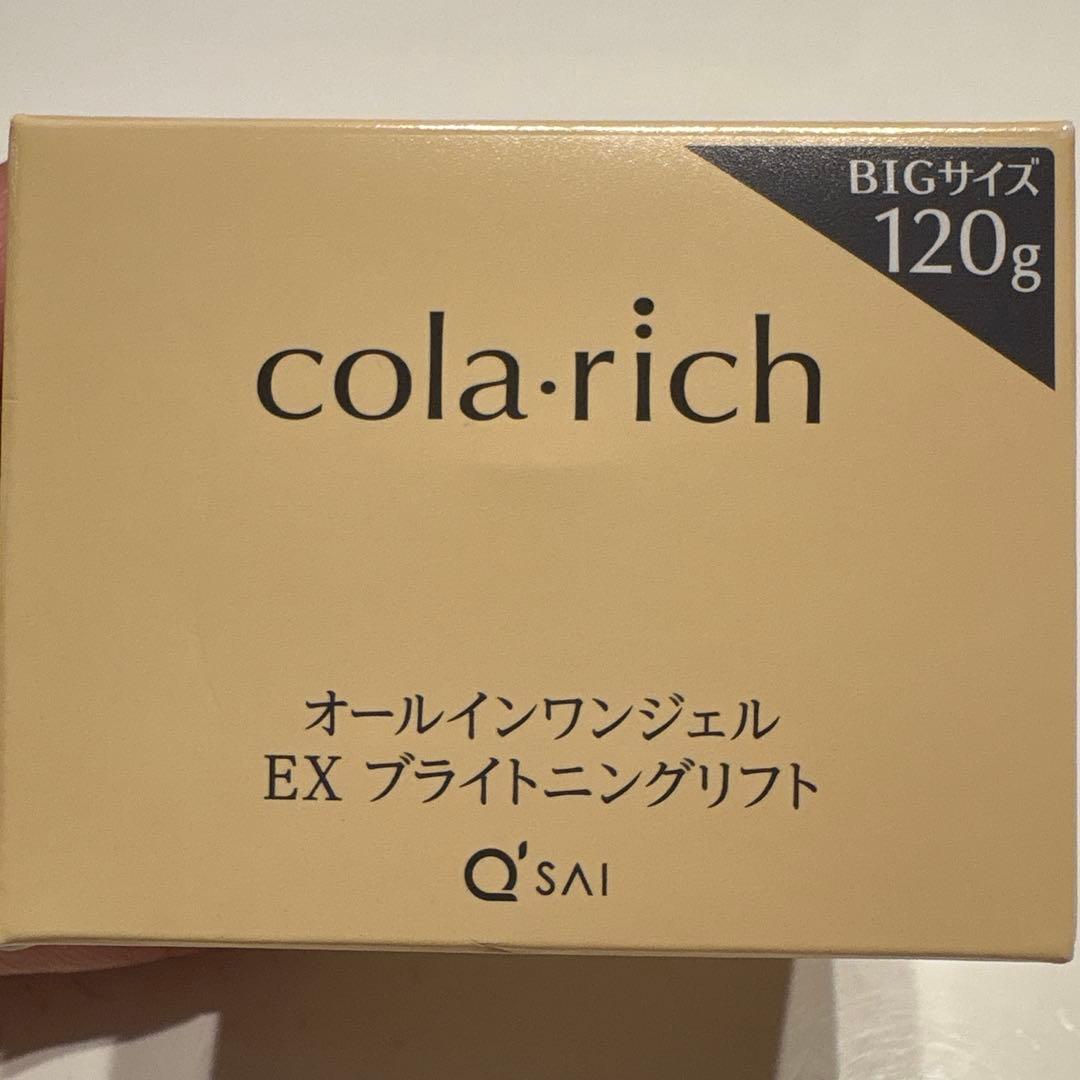 BIGサイズ
120g
cola·rich
オールインワンジェル
EX ブライトニングリフト
Q'SAI